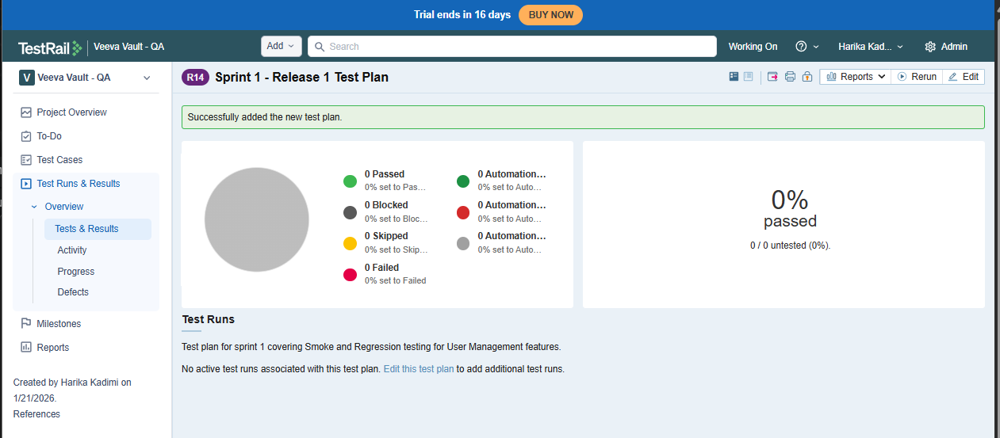 Trial ends in 16 days BUY NOW
TestRail Veeva Vault - QA Add Search Working On Harika Kad... Admin
V Veeva Vault - QA
R14 Sprint 1 - Release 1 Test Plan Reports Rerun Edit
Project Overview
To-Do
Test Cases
Test Runs & Results
Overview
Tests & Results
Activity
Progress
Defects
Milestones
Reports
Created by Harika Kadimi on
1/21/2026.
References
Successfully added the new test plan.
0 Passed
0% set to Pas...
0 Blocked
0% set to Bloc...
0 Skipped
0% set to Skip...
0 Failed
0% set to Failed
0 Automation...
0% set to Auto...
0 Automation...
0% set to Auto...
0 Automation...
0% set to Auto...
0%
passed
0 / 0 untested (0%).
Test Runs
Test plan for sprint 1 covering Smoke and Regression testing for User Management features.
No active test runs associated with this test plan. Edit this test plan to add additional test runs.